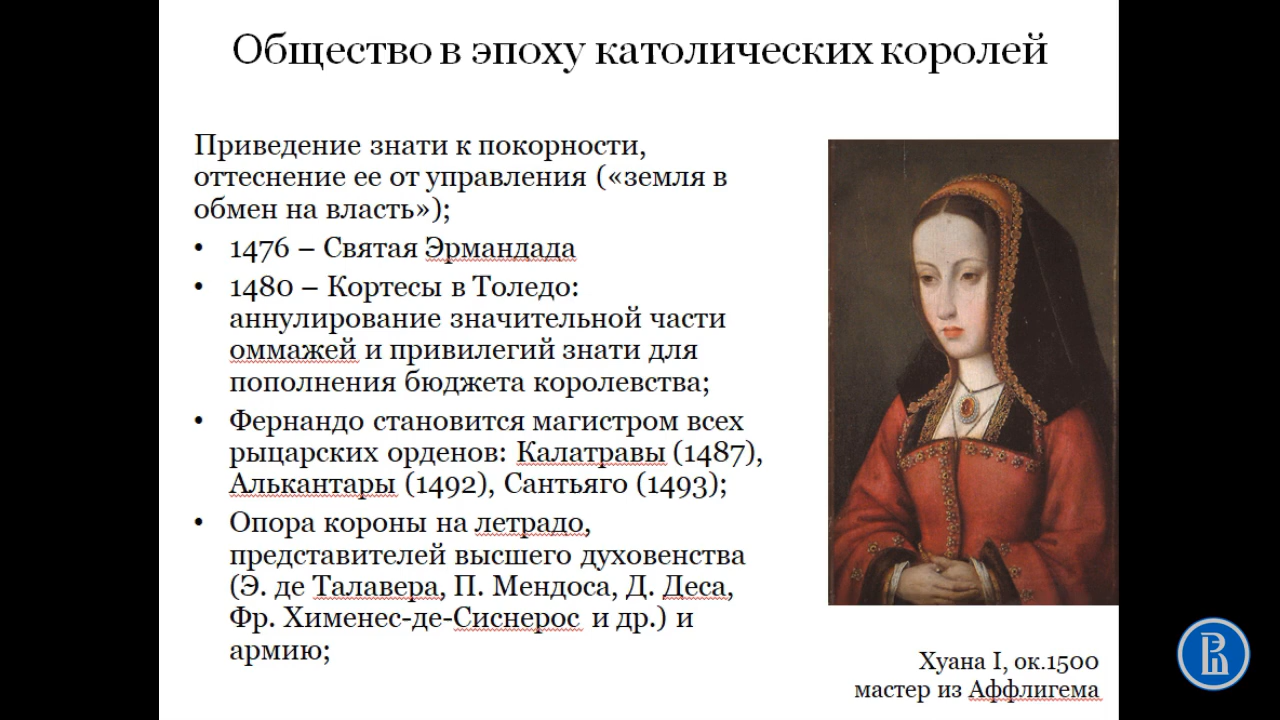 Общество в эпоху католических королей
Приведение знати к покорности,
оттеснение ее от управления («земля в
обмен на власть»);
• 1476 – Святая Эрмандада
• 1480 – Кортесы в Толедо:
аннулирование значительной части
оммажей и привилегий знати для
пополнения бюджета королевства;
• Фернандо становится магистром всех
рыцарских орденов: Калатравы (1487),
Алькантары (1492), Сантьяго (1493);
• Опора короны на летрадо,
представителей высшего духовенства
(Э. де Талавера, П. Мендоса, Д. Деса,
Фр. Хименес-де-Сиснерос и др.) и
армию;
Хуана I, ок.1500
мастер из Аффлигема